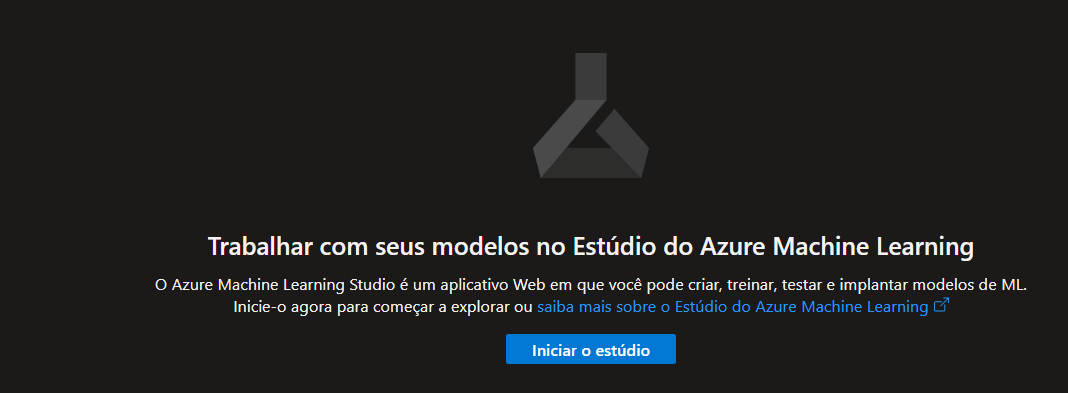 Trabalhar com seus modelos no Estúdio do Azure Machine Learning
O Azure Machine Learning Studio é um aplicativo Web em que você pode criar, treinar, testar e implantar modelos de ML.
Inicie-o agora para começar a explorar ou saiba mais sobre o Estúdio do Azure Machine Learning
Iniciar o estúdio